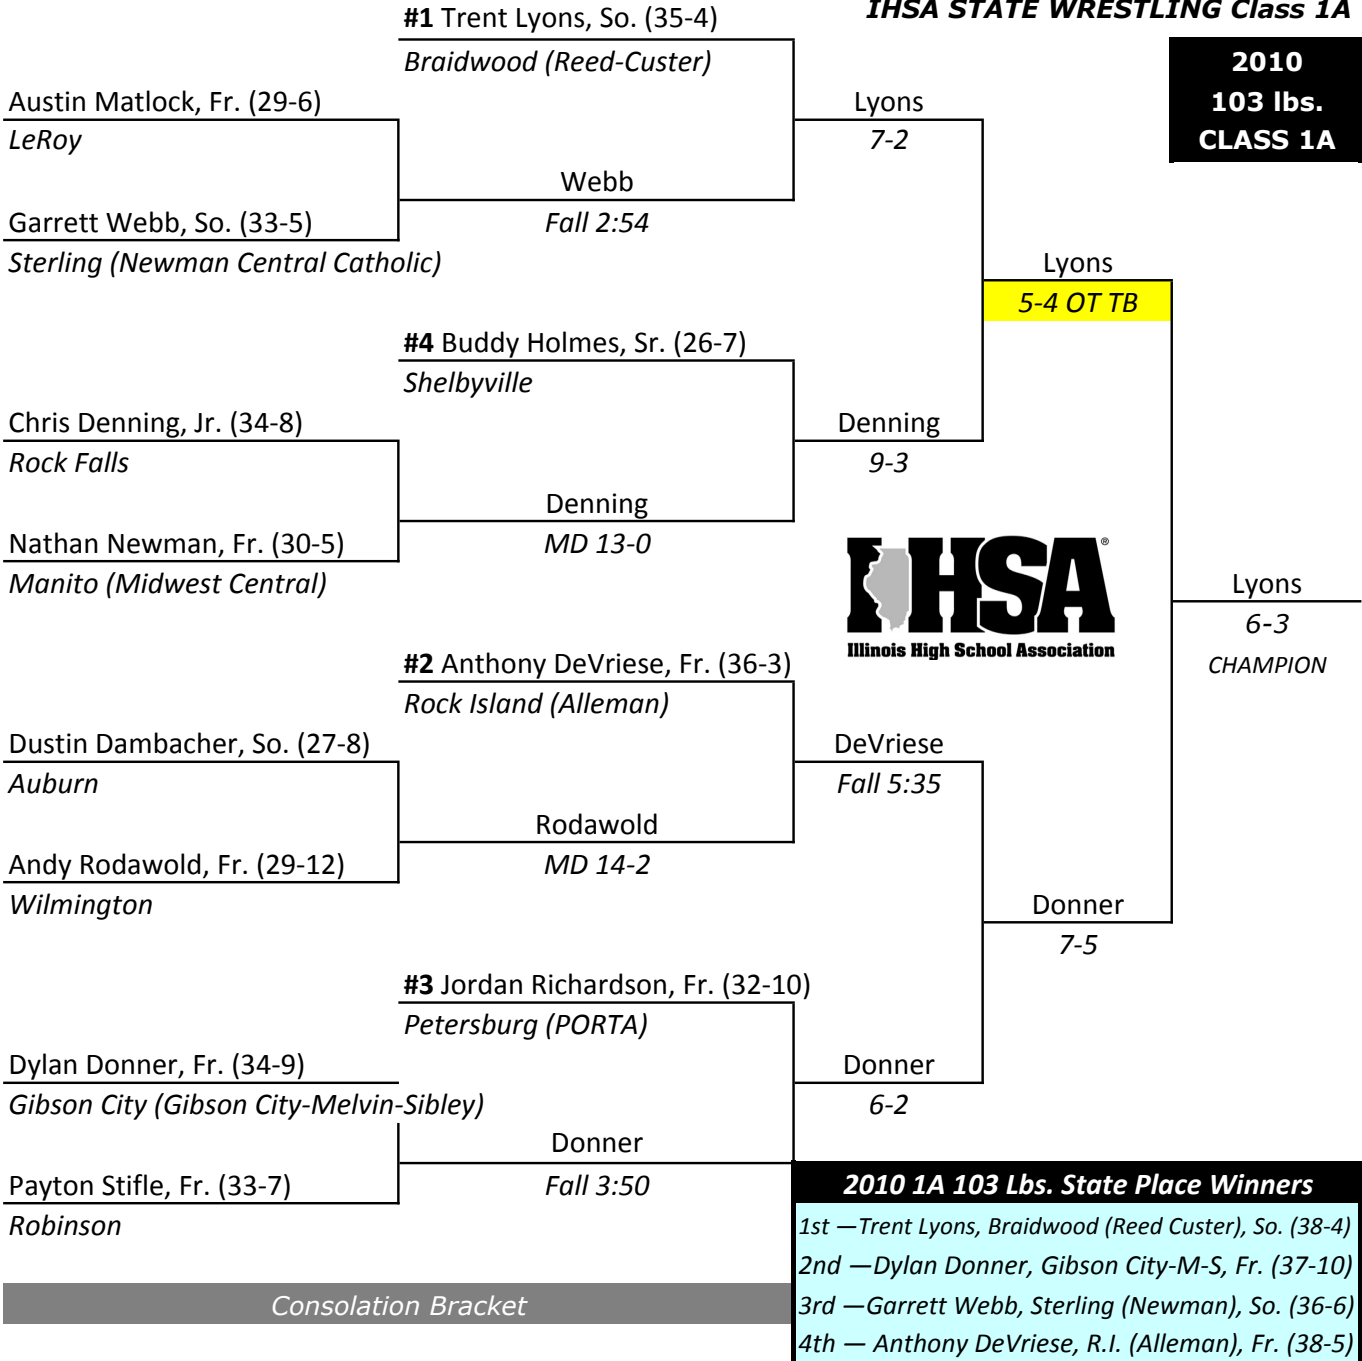 IHSA STATE WRESTLING Class 1A
2010
103 lbs.
CLASS 1A
#1 Trent Lyons, So. (35-4)
Braidwood (Reed-Custer)
Austin Matlock, Fr. (29-6)
LeRoy
Lyons
7-2
Webb
Fall 2:54
Garrett Webb, So. (33-5)
Sterling (Newman Central Catholic)
Lyons
5-4 OT TB
#4 Buddy Holmes, Sr. (26-7)
Shelbyville
Chris Denning, Jr. (34-8)
Rock Falls
Denning
9-3
Denning
MD 13-0
Nathan Newman, Fr. (30-5)
Manito (Midwest Central)
IHSA®
Illinois High School Association
Lyons
6-3
CHAMPION
#2 Anthony DeVriese, Fr. (36-3)
Rock Island (Alleman)
Dustin Dambacher, So. (27-8)
Auburn
DeVriese
Fall 5:35
Rodawold
MD 14-2
Andy Rodawold, Fr. (29-12)
Wilmington
Donner
7-5
#3 Jordan Richardson, Fr. (32-10)
Petersburg (PORTA)
Dylan Donner, Fr. (34-9)
Gibson City (Gibson City-Melvin-Sibley)
Donner
6-2
Donner
Fall 3:50
Payton Stifle, Fr. (33-7)
Robinson
2010 1A 103 Lbs. State Place Winners
1st —Trent Lyons, Braidwood (Reed Custer), So. (38-4)
2nd —Dylan Donner, Gibson City-M-S, Fr. (37-10)
3rd —Garrett Webb, Sterling (Newman), So. (36-6)
4th — Anthony DeVriese, R.I. (Alleman), Fr. (38-5)
Consolation Bracket